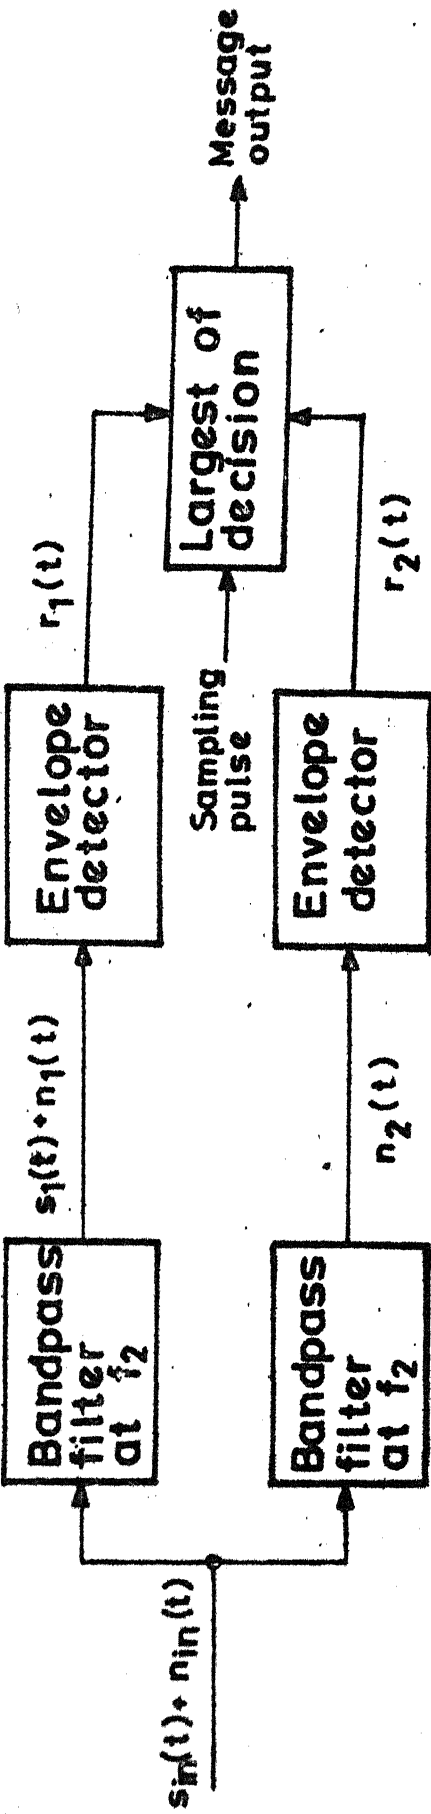 sin(t)+ nin(t)
Bandpass
filter
at f2
s1(t)+n1(t)
Envelope
detector
r1(t)
Bandpass
filter
at f2
n2(t)
Envelope
detector
r2(t)
Sampling
pulse
Largest of
decision
Message
output